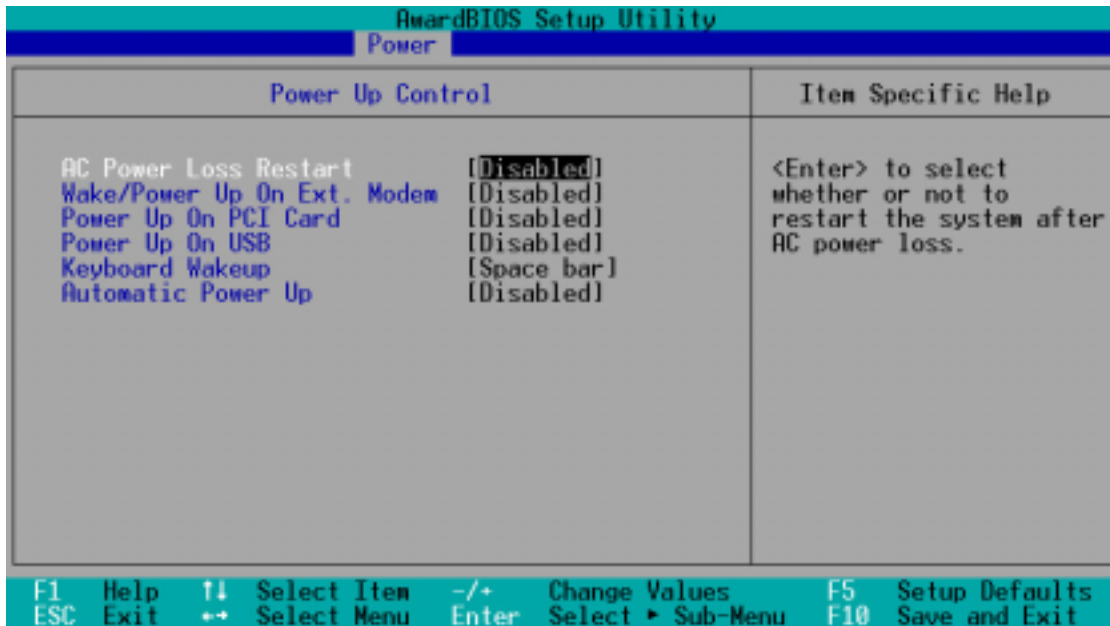 AwardBIOS Setup Utility
Power
Power Up Control
Item Specific Help
AC Power Loss Restart [Disabled]
Wake/Power Up On Ext. Modem [Disabled]
Power Up On PCI Card [Disabled]
Power Up On USB [Disabled]
Keyboard Wakeup [Space bar]
Automatic Power Up [Disabled]
<Enter> to select
whether or not to
restart the system after
AC power loss.
F1 Help ↑↓ Select Item -/+ Change Values F5 Setup Defaults
ESC Exit ←→ Select Menu Enter Select ► Sub-Menu F10 Save and Exit